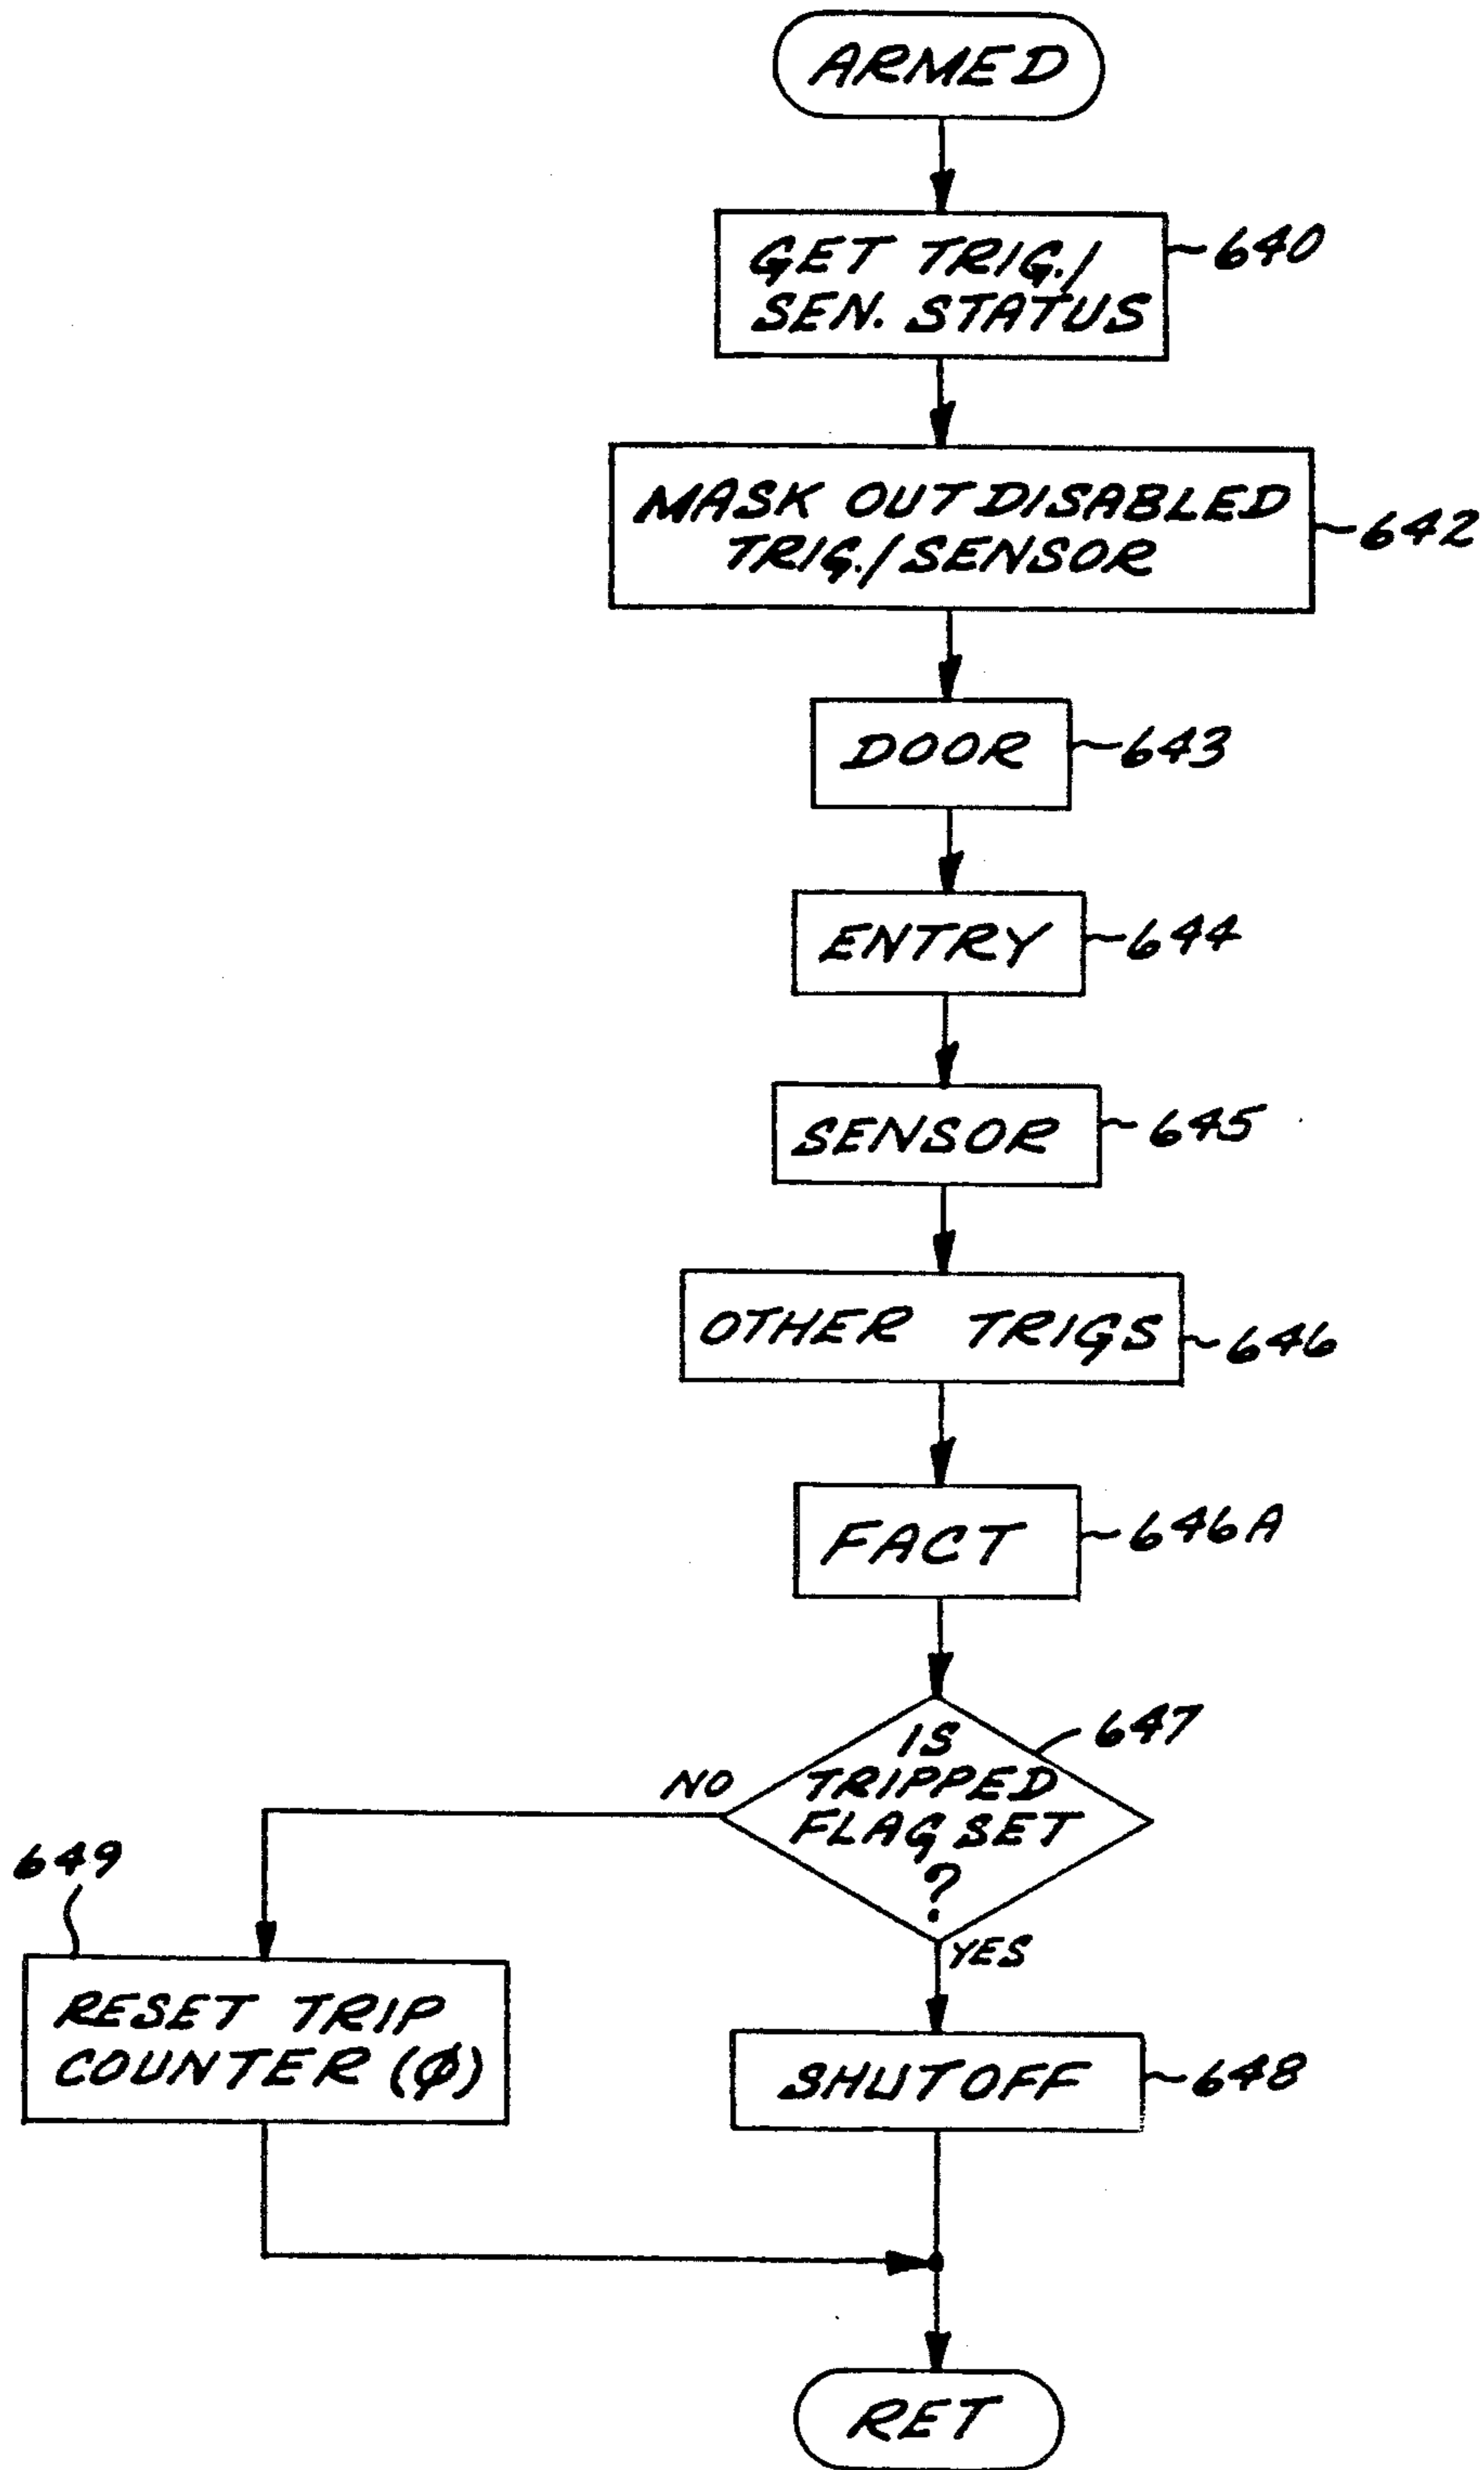 ARMED
GET TRIG./
SEN. STATUS
640
MASK OUT DISABLED
TRIG./SENSOR
642
DOOR
643
ENTRY
644
SENSOR
645
OTHER TRIGS
646
FACT
646A
IS
TRIPPED
FLAG SET
?
647
NO
YES
649
RESET TRIP
COUNTER (Ø)
SHUTOFF
648
RET